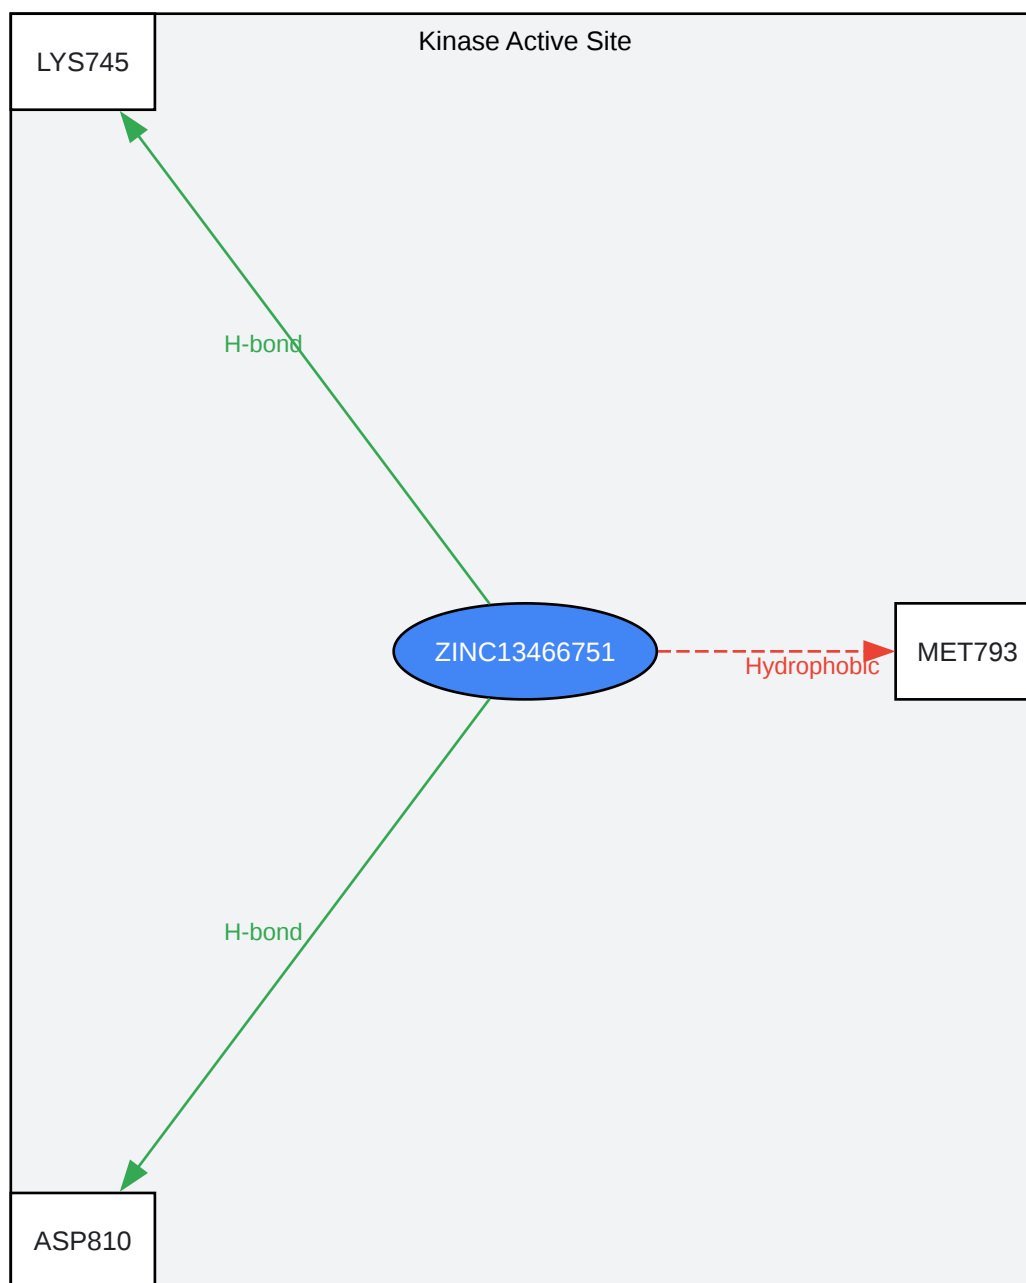 LYS745
Kinase Active Site
H-bond
ZINC13466751
Hydrophobic
MET793
H-bond
ASP810